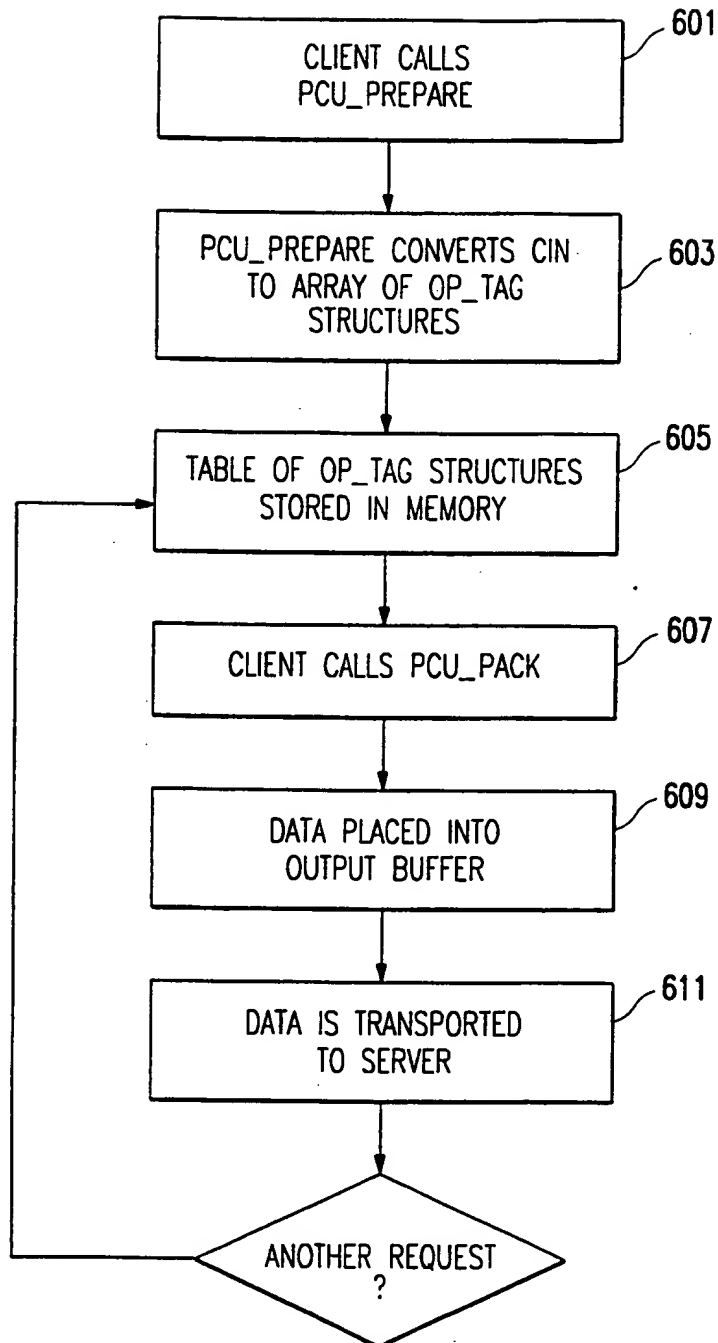 601
CLIENT CALLS
PCU_PREPARE
603
PCU_PREPARE CONVERTS CIN
TO ARRAY OF OP_TAG
STRUCTURES
605
TABLE OF OP_TAG STRUCTURES
STORED IN MEMORY
607
CLIENT CALLS PCU_PACK
609
DATA PLACED INTO
OUTPUT BUFFER
611
DATA IS TRANSPORTED
TO SERVER
ANOTHER REQUEST
?